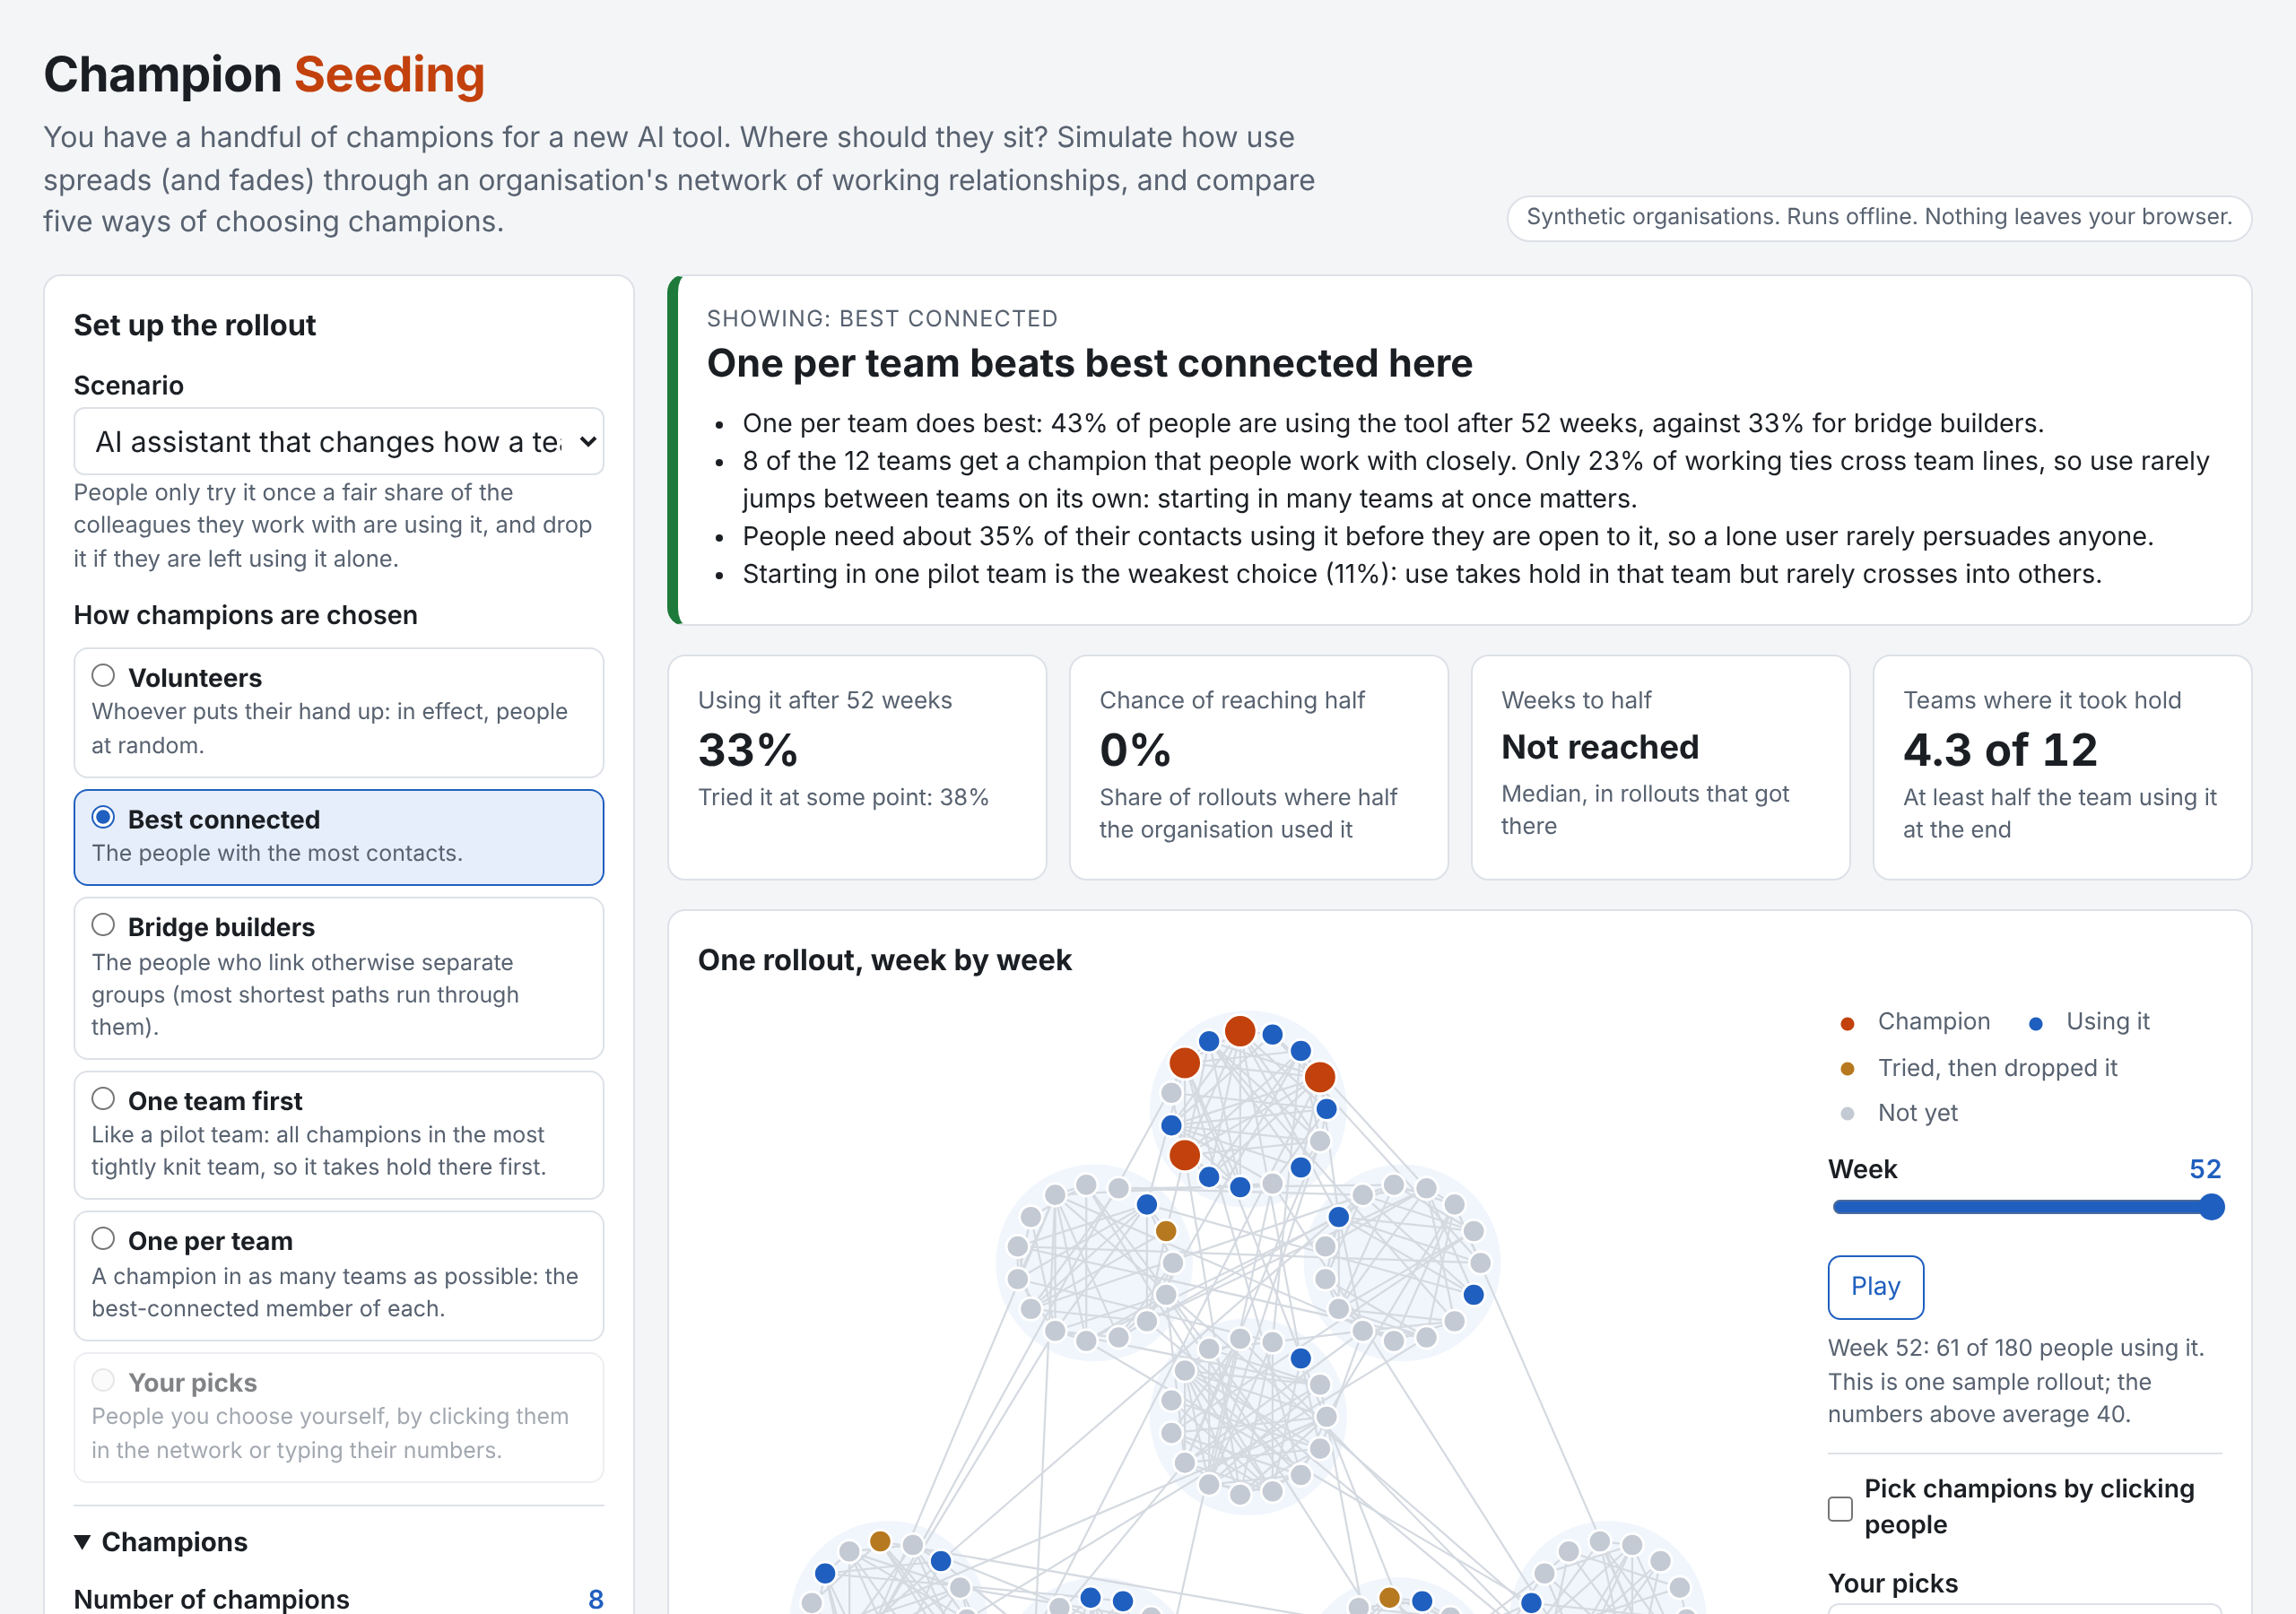 Champion Seeding
You have a handful of champions for a new AI tool. Where should they sit? Simulate how use
spreads (and fades) through an organisation's network of working relationships, and compare
five ways of choosing champions.
Synthetic organisations. Runs offline. Nothing leaves your browser.
Set up the rollout
Scenario
AI assistant that changes how a
People only try it once a fair share of the
colleagues they work with are using it, and drop
it if they are left using it alone.
How champions are chosen
Volunteers
Whoever puts their hand up: in effect, people
at random.
Best connected
The people with the most contacts.
Bridge builders
The people who link otherwise separate
groups (most shortest paths run through
them).
One team first
Like a pilot team: all champions in the most
tightly knit team, so it takes hold there first.
One per team
A champion in as many teams as possible: the
best-connected member of each.
Your picks
People you choose yourself, by clicking them
in the network or typing their numbers.
▼ Champions
Number of champions 8
SHOWING: BEST CONNECTED
One per team beats best connected here
• One per team does best: 43% of people are using the tool after 52 weeks, against 33% for bridge builders.
• 8 of the 12 teams get a champion that people work with closely. Only 23% of working ties cross team lines, so use rarely
jumps between teams on its own: starting in many teams at once matters.
• People need about 35% of their contacts using it before they are open to it, so a lone user rarely persuades anyone.
• Starting in one pilot team is the weakest choice (11%): use takes hold in that team but rarely crosses into others.
Using it after 52 weeks
33%
Tried it at some point: 38%
Chance of reaching half
0%
Share of rollouts where half
the organisation used it
Weeks to half
Not reached
Median, in rollouts that got
there
Teams where it took hold
4.3 of 12
At least half the team using it
at the end
One rollout, week by week
Champion Using it
Tried, then dropped it
Not yet
Week 52
Play
Week 52: 61 of 180 people using it.
This is one sample rollout; the
numbers above average 40.
Pick champions by clicking
people
Your picks